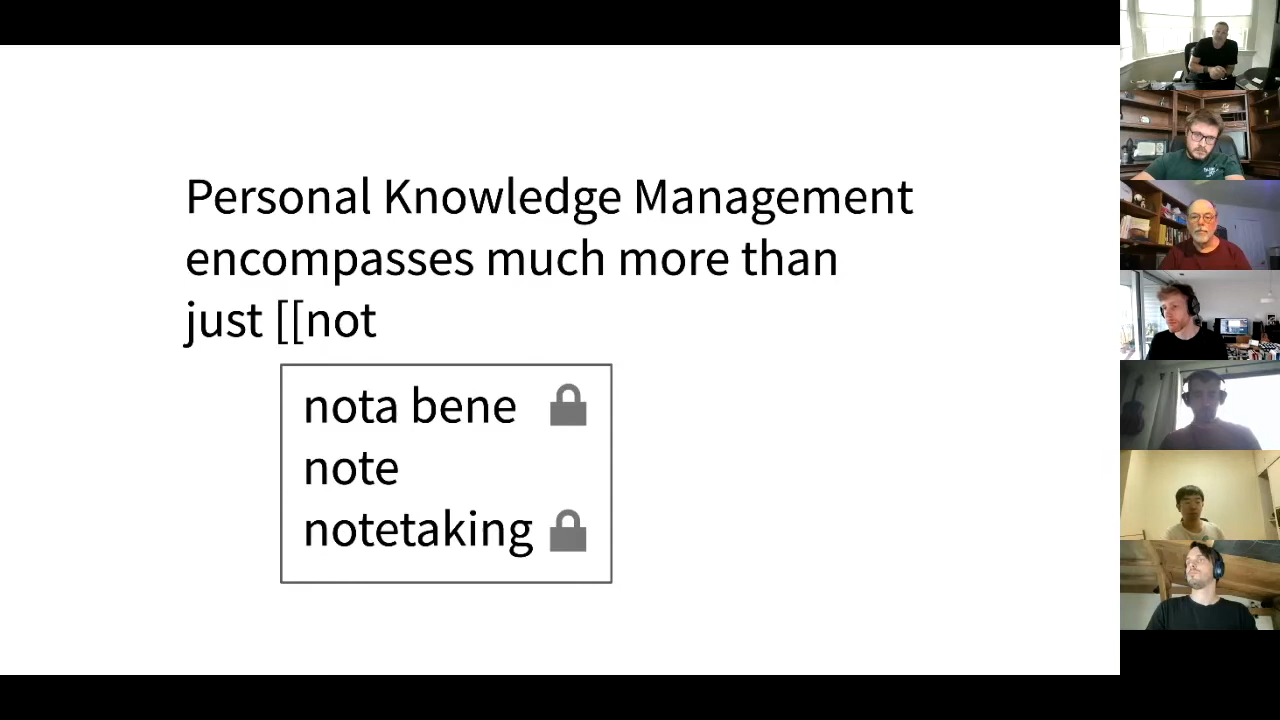 Personal Knowledge Management
encompasses much more than
just [[not
nota bene
note
notetaking